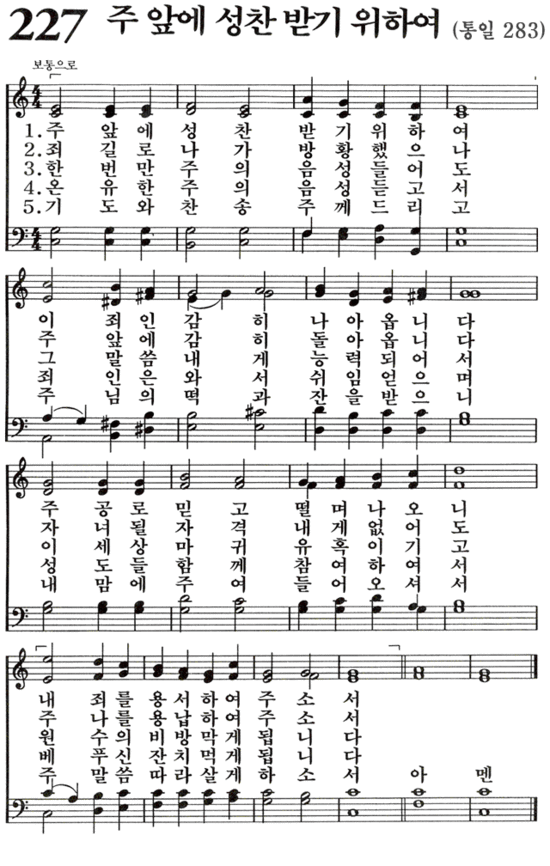 227 주 앞에 성찬 받기 위하여 (통일 283)
보통으로
1. 주 앞 에 성 찬 받 기 위 하 여
2. 죄 길 로 나 가 방 황 했 으 나
3. 한 번 만 주 의 음 성 들 어 도
4. 온 유 한 주 의 음 성 듣 고 서
5. 기 도 와 찬 송 주 께 드 리 고
이 죄 인 감 히 나 아 옵 니 다
주 앞 에 감 히 돌 아 옵 니 다
그 말 씀 내 게 능 력 되 어 서
죄 인 은 와 서 쉬 임 얻 으 며
주 님 의 떡 과 잔 을 받 으 니
주 공 로 믿 고 떨 며 나 오 니
자 녀 될 자 격 내 게 없 어 도
이 세 상 마 귀 유 혹 이 기 고
성 도 들 함 께 참 여 하 여 서
내 맘 에 주 여 들 어 오 셔 서
내 죄 를 용 서 하 여 주 소 서
주 나 를 용 납 하 여 주 소 서
원 수 의 비 방 막 게 됩 니 다
베 푸 신 잔 치 먹 게 됩 니 다
주 말 씀 따 라 살 게 하 소 서 아 멘